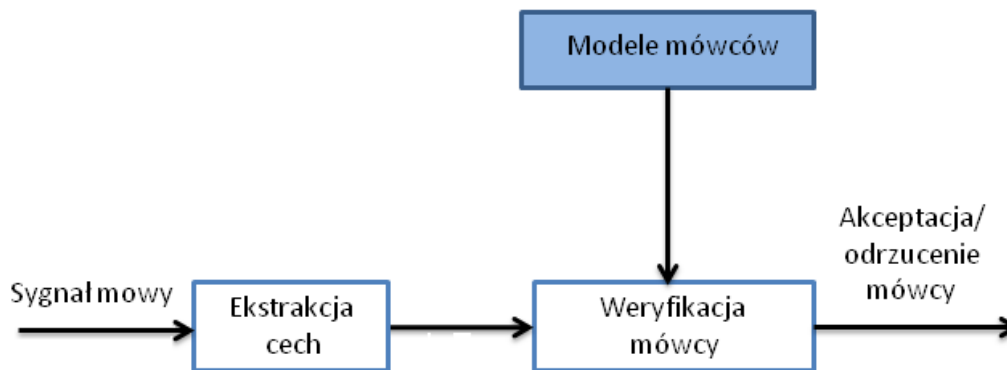 Modele mówców
Akceptacja/
odrzucenie
mówcy
Sygnał mowy
Ekstrakcja
cech
Weryfikacja
mówcy